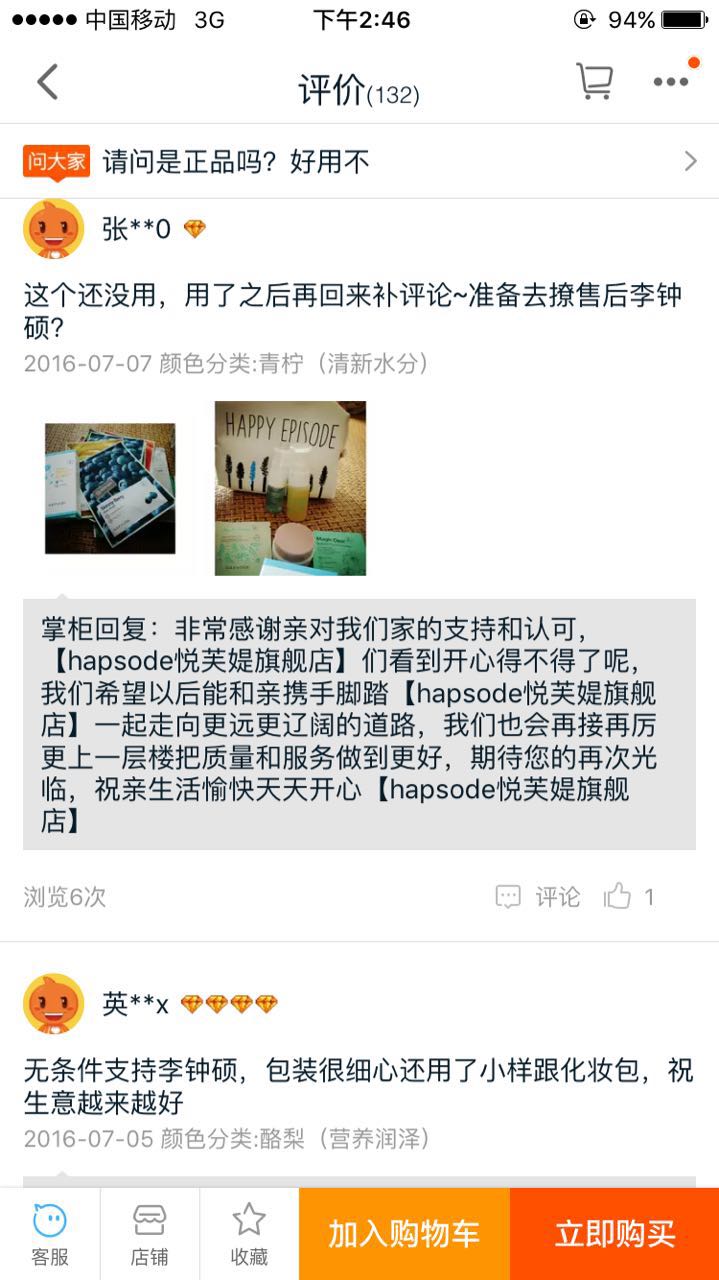 中国移动 3G 下午2:46 94%
评价(132)
问大家 请问是正品吗？好用不
张**0
这个还没用，用了之后再回来补评论~准备去撩售后李钟
硕？
2016-07-07 颜色分类:青柠（清新水分）
HAPPY EPISODE
掌柜回复：非常感谢亲对我们家的支持和认可，
【hapsode悦芙媞旗舰店】们看到开心得不得了呢，
我们希望以后能和亲携手脚踏【hapsode悦芙媞旗舰
店】一起走向更远更辽阔的道路，我们也会再接再厉
更上一层楼把质量和服务做到更好，期待您的再次光
临，祝亲生活愉快天天开心【hapsode悦芙媞旗舰
店】
浏览6次 评论 1
英**x
无条件支持李钟硕，包装很细心还用了小样跟化妆包，祝
生意越来越好
2016-07-05 颜色分类:酪梨（营养润泽）
客服 店铺 收藏 加入购物车 立即购买